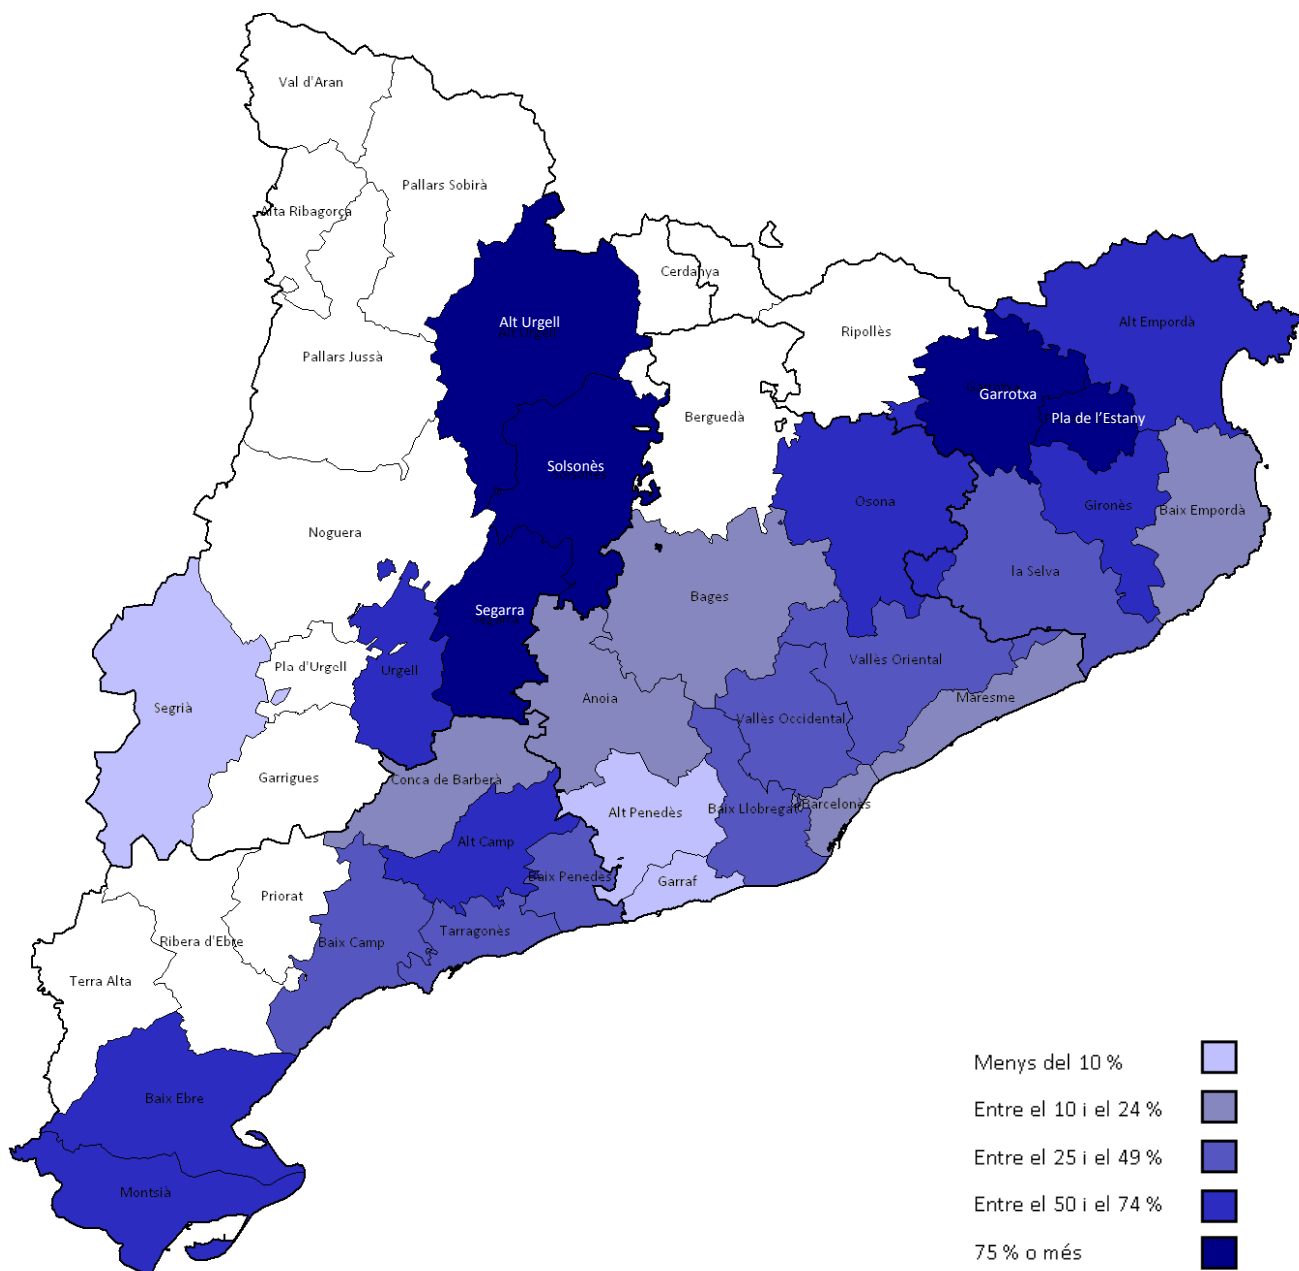 Val d'Aran
Pallars Sobirà
Alta Ribagorça
Cerdanya
Alt Urgell
Alt Empordà
Ripollès
Pallars Jussà
Garrotxa
Berguedà
Pla de l'Estany
Solsonès
Osona
Gironès
Baix Empordà
Noguera
la Selva
Bages
Segarra
Vallès Oriental
Pla d'Urgell
Urgell
Anoia
Maresme
Segrià
Vallès Occidental
Garrigues
Conca de Barberà
Barcelonès
Baix Llobregat
Alt Penedès
Alt Camp
Baix Penedès
Garraf
Priorat
Tarragonès
Ribera d'Ebre
Baix Camp
Terra Alta
Menys del 10 %
Baix Ebre
Entre el 10 i el 24 %
Entre el 25 i el 49 %
Montsià
Entre el 50 i el 74 %
75 % o més